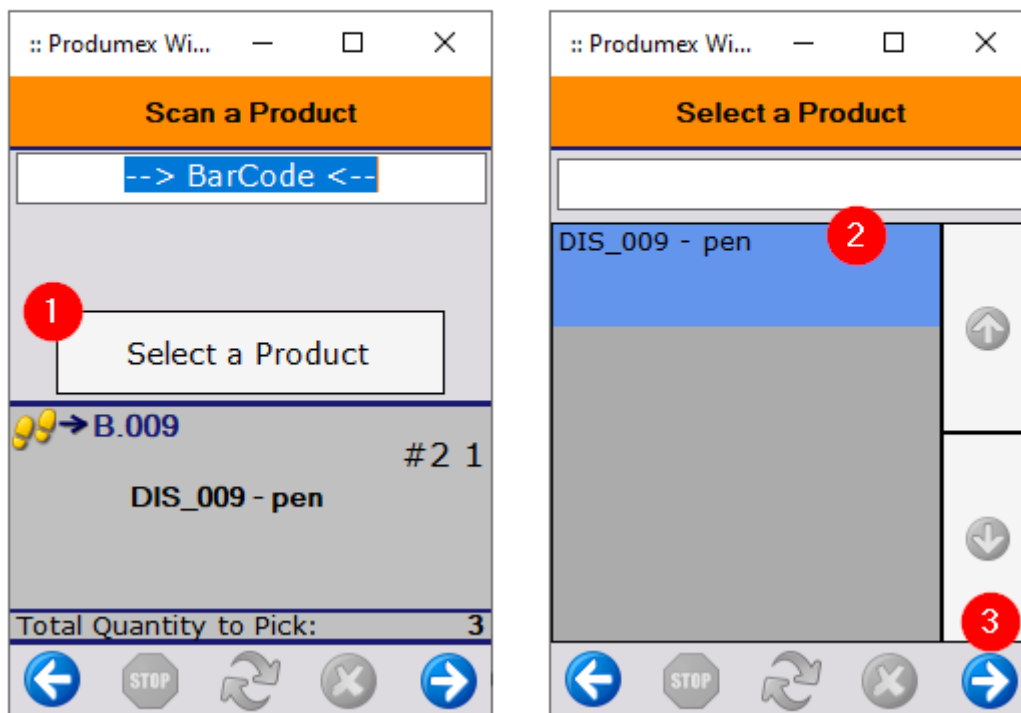 :: Produmex Wi...
Scan a Product
--> BarCode <--
1
Select a Product
B.009
#2 1
DIS_009 - pen
Total Quantity to Pick: 3
STOP
:: Produmex Wi...
Select a Product
DIS_009 - pen
2
3
STOP